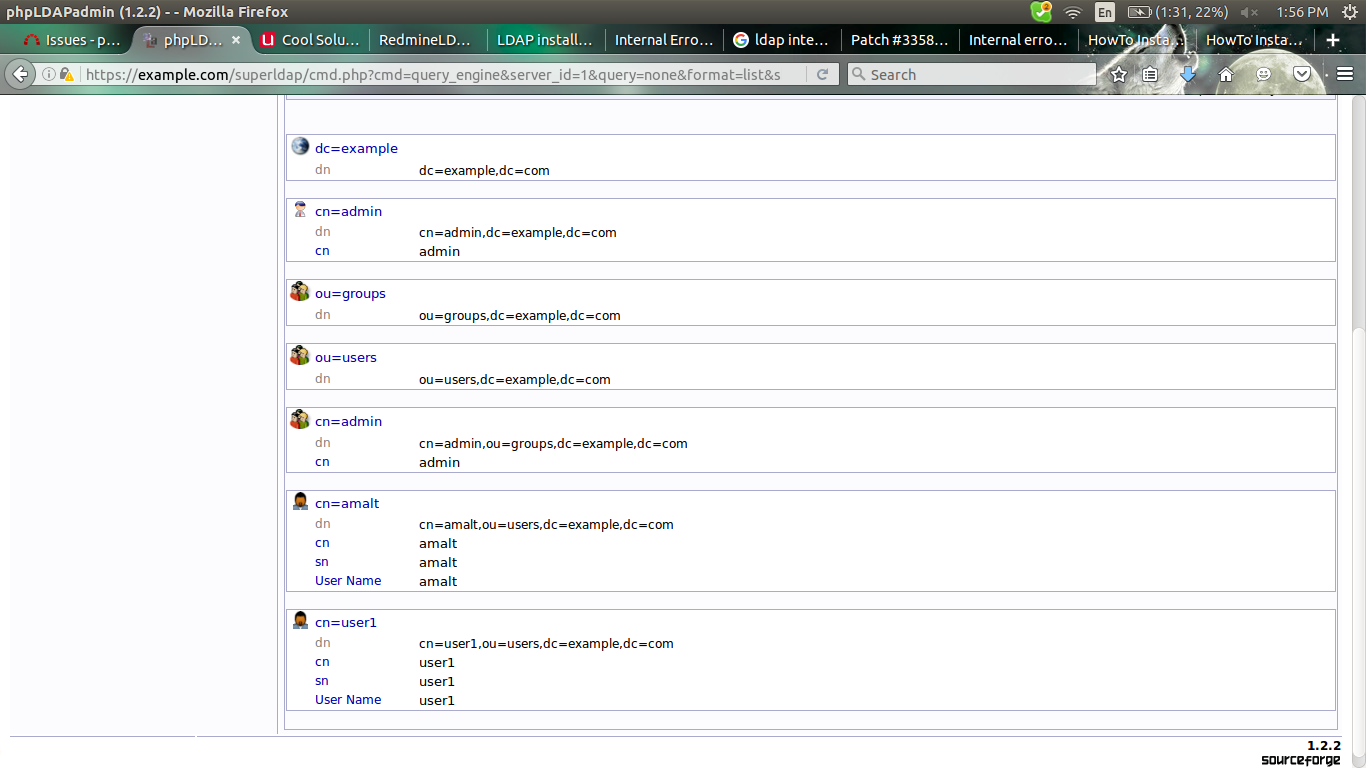 phpLDAPadmin (1.2.2) - - Mozilla Firefox
En (1:31, 22%) 1:56 PM
Issues - p... phpLD... × Cool Solu... RedmineLD... LDAP install... Internal Erro... ldap inte... Patch #3358... Internal erro... HowTo Insta... HowTo Insta...
https://example.com/superldap/cmd.php?cmd=query_engine&server_id=1&query=none&format=list&s Search
dc=example
dn dc=example,dc=com
cn=admin
dn cn=admin,dc=example,dc=com
cn admin
ou=groups
dn ou=groups,dc=example,dc=com
ou=users
dn ou=users,dc=example,dc=com
cn=admin
dn cn=admin,ou=groups,dc=example,dc=com
cn admin
cn=amalt
dn cn=amalt,ou=users,dc=example,dc=com
cn amalt
sn amalt
User Name amalt
cn=user1
dn cn=user1,ou=users,dc=example,dc=com
cn user1
sn user1
User Name user1
1.2.2
sourceforge